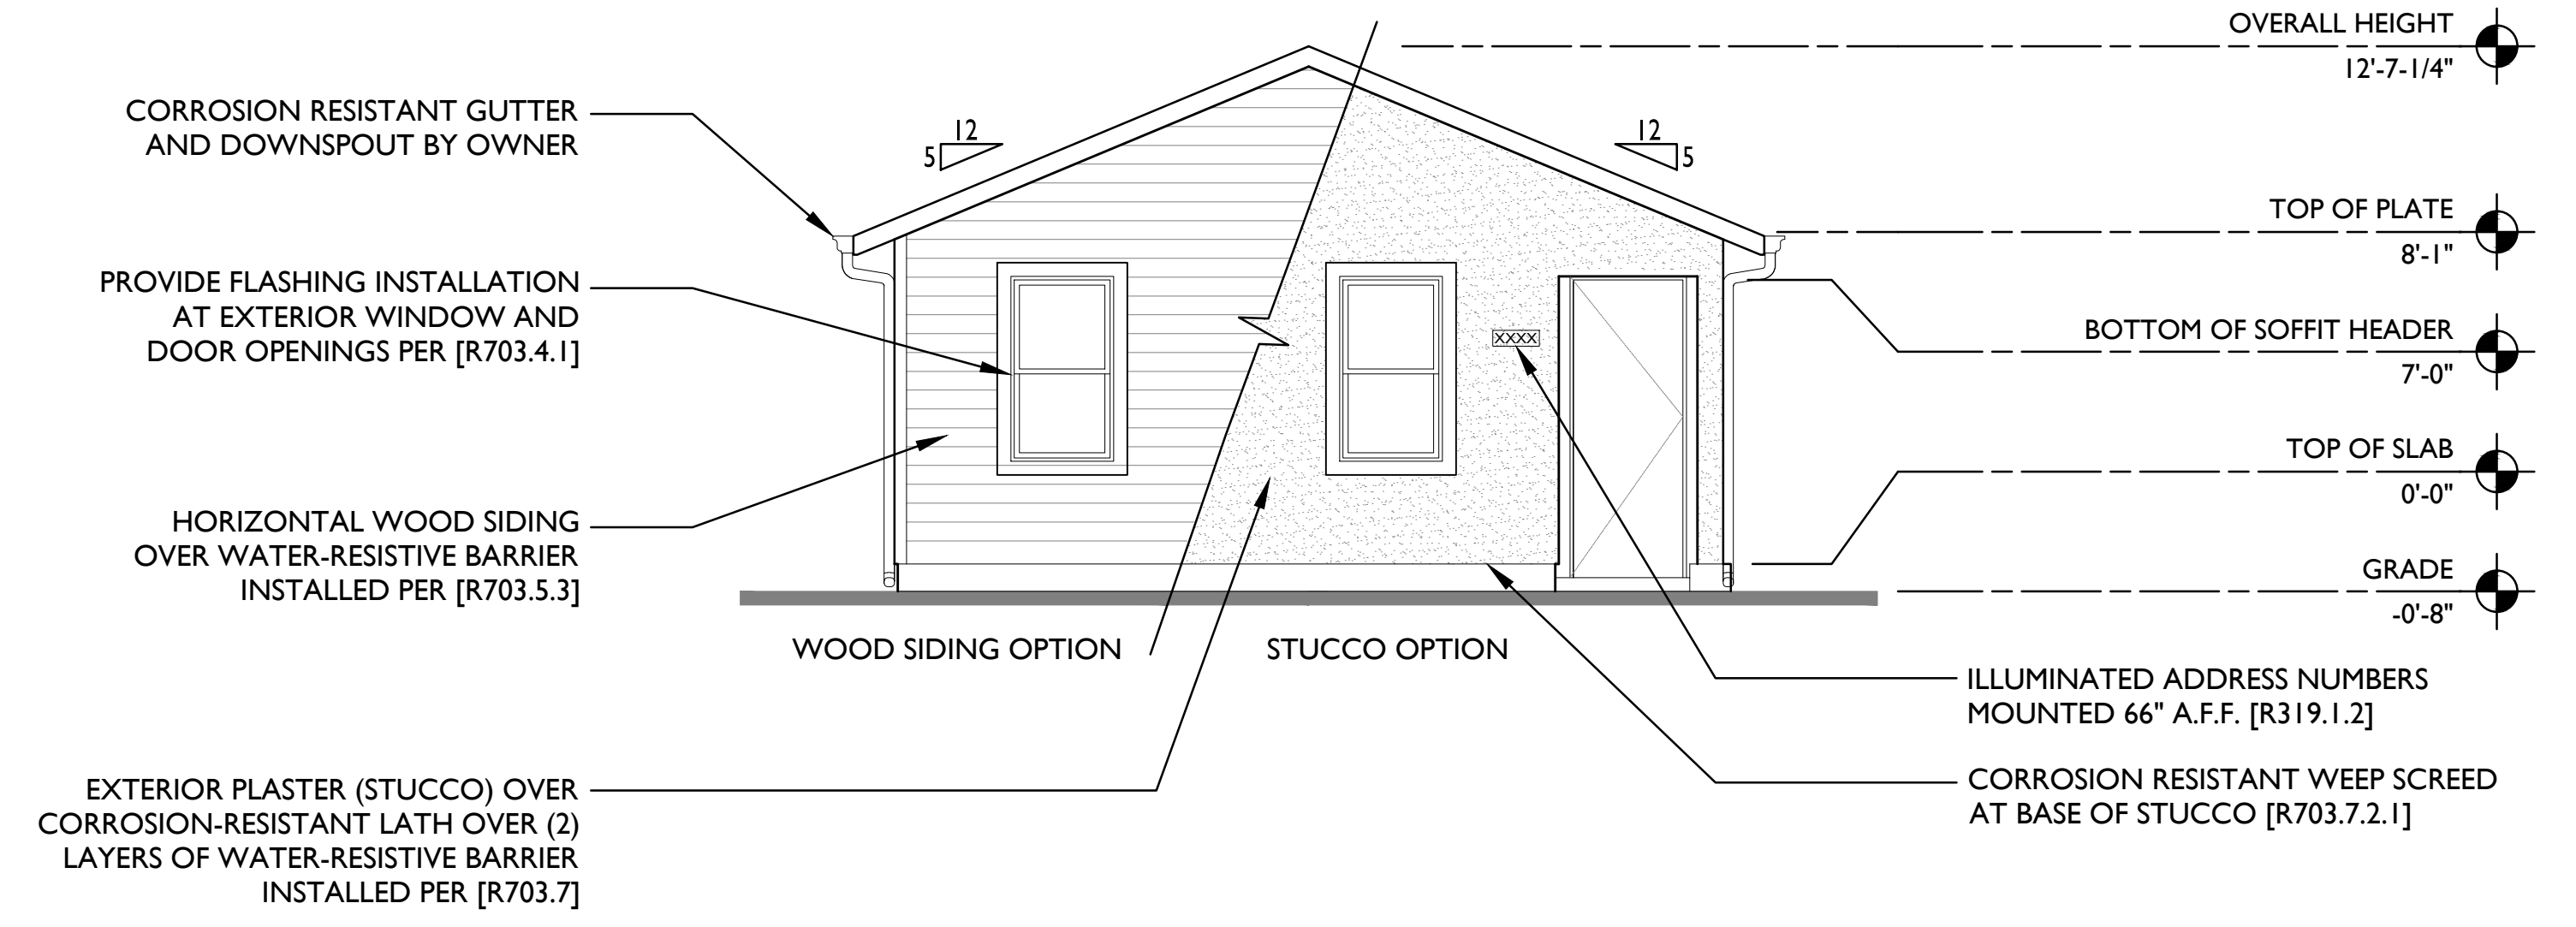 OVERALL HEIGHT
12'-7-1/4"
CORROSION RESISTANT GUTTER
AND DOWNSPOUT BY OWNER
12
5
12
5
TOP OF PLATE
8'-1"
PROVIDE FLASHING INSTALLATION
AT EXTERIOR WINDOW AND
DOOR OPENINGS PER [R703.4.1]
XXXX
BOTTOM OF SOFFIT HEADER
7'-0"
TOP OF SLAB
0'-0"
HORIZONTAL WOOD SIDING
OVER WATER-RESISTIVE BARRIER
INSTALLED PER [R703.5.3]
GRADE
-0'-8"
WOOD SIDING OPTION
STUCCO OPTION
ILLUMINATED ADDRESS NUMBERS
MOUNTED 66" A.F.F. [R319.1.2]
EXTERIOR PLASTER (STUCCO) OVER
CORROSION-RESISTANT LATH OVER (2)
LAYERS OF WATER-RESISTIVE BARRIER
INSTALLED PER [R703.7]
CORROSION RESISTANT WEEP SCREED
AT BASE OF STUCCO [R703.7.2.1]